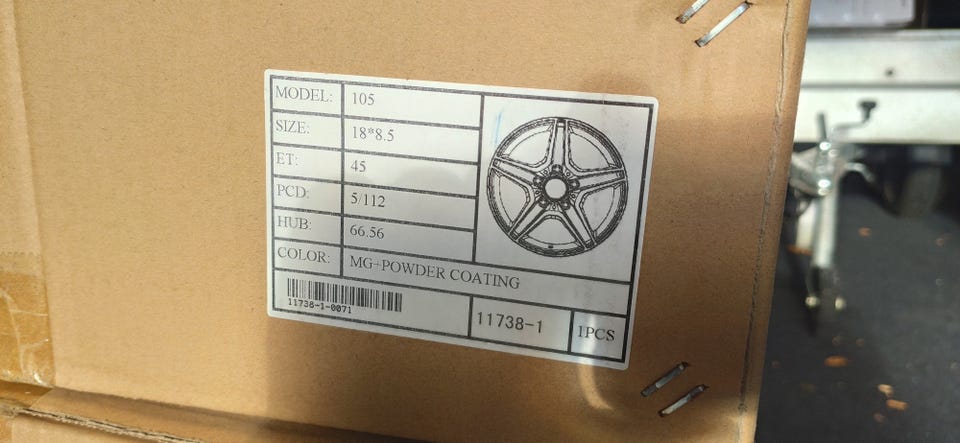 MODEL: 105
SIZE: 18*8.5
ET: 45
PCD: 5/112
HUB: 66.56
COLOR: MG+POWDER COATING
11738-1-0071
11738-1
1PCS